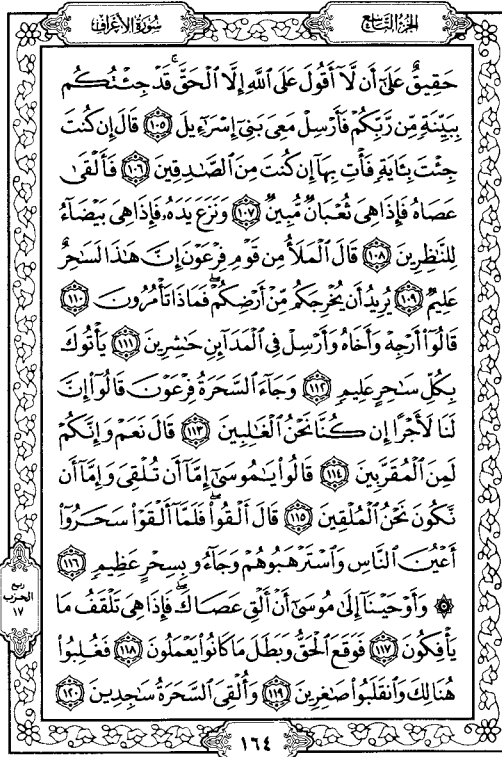 الجزء التاسع
سورة الأعراف
حَقِيقٌ عَلَىٰٓ أَن لَّآ أَقُولَ عَلَى ٱللَّهِ إِلَّا ٱلْحَقَّ ۚ قَدْ جِئْتُكُم
بِبَيِّنَةٍ مِّن رَّبِّكُمْ فَأَرْسِلْ مَعِىَ بَنِىٓ إِسْرَٰٓءِيلَ ١٠٥ قَالَ إِن كُنتَ
جِئْتَ بِـَٔايَةٍ فَأْتِ بِهَآ إِن كُنتَ مِنَ ٱلصَّٰدِقِينَ ١٠٦ فَأَلْقَىٰ
عَصَاهُ فَإِذَا هِىَ ثُعْبَانٌ مُّبِينٌ ١٠٧ وَنَزَعَ يَدَهُۥ فَإِذَا هِىَ بَيْضَآءُ
لِلنَّٰظِرِينَ ١٠٨ قَالَ ٱلْمَلَأُ مِن قَوْمِ فِرْعَوْنَ إِنَّ هَٰذَا لَسَٰحِرٌ
عَلِيمٌ ١٠٩ يُرِيدُ أَن يُخْرِجَكُم مِّنْ أَرْضِكُمْ ۖ فَمَاذَا تَأْمُرُونَ ١١٠
قَالُوٓا۟ أَرْجِهْ وَأَخَاهُ وَأَرْسِلْ فِى ٱلْمَدَآئِنِ حَٰشِرِينَ ١١١ يَأْتُوكَ
بِكُلِّ سَٰحِرٍ عَلِيمٍ ١١٢ وَجَآءَ ٱلسَّحَرَةُ فِرْعَوْنَ قَالُوٓا۟ إِنَّ
لَنَا لَأَجْرًا إِن كُنَّا نَحْنُ ٱلْغَٰلِبِينَ ١١٣ قَالَ نَعَمْ وَإِنَّكُمْ
لَمِنَ ٱلْمُقَرَّبِينَ ١١٤ قَالُوا۟ يَٰمُوسَىٰٓ إِمَّآ أَن تُلْقِىَ وَإِمَّآ أَن
نَّكُونَ نَحْنُ ٱلْمُلْقِينَ ١١٥ قَالَ أَلْقُوا۟ ۖ فَلَمَّآ أَلْقَوْا۟ سَحَرُوٓا۟
أَعْيُنَ ٱلنَّاسِ وَٱسْتَرْهَبُوهُمْ وَجَآءُو بِسِحْرٍ عَظِيمٍ ١١٦
۞ وَأَوْحَيْنَآ إِلَىٰ مُوسَىٰٓ أَنْ أَلْقِ عَصَاكَ ۖ فَإِذَا هِىَ تَلْقَفُ مَا
يَأْفِكُونَ ١١٧ فَوَقَعَ ٱلْحَقُّ وَبَطَلَ مَا كَانُوا۟ يَعْمَلُونَ ١١٨ فَغُلِبُوا۟
هُنَالِكَ وَٱنقَلَبُوا۟ صَٰغِرِينَ ١١٩ وَأُلْقِىَ ٱلسَّحَرَةُ سَٰجِدِينَ ١٢٠
ربع
الحزب
١٧
١٦٤